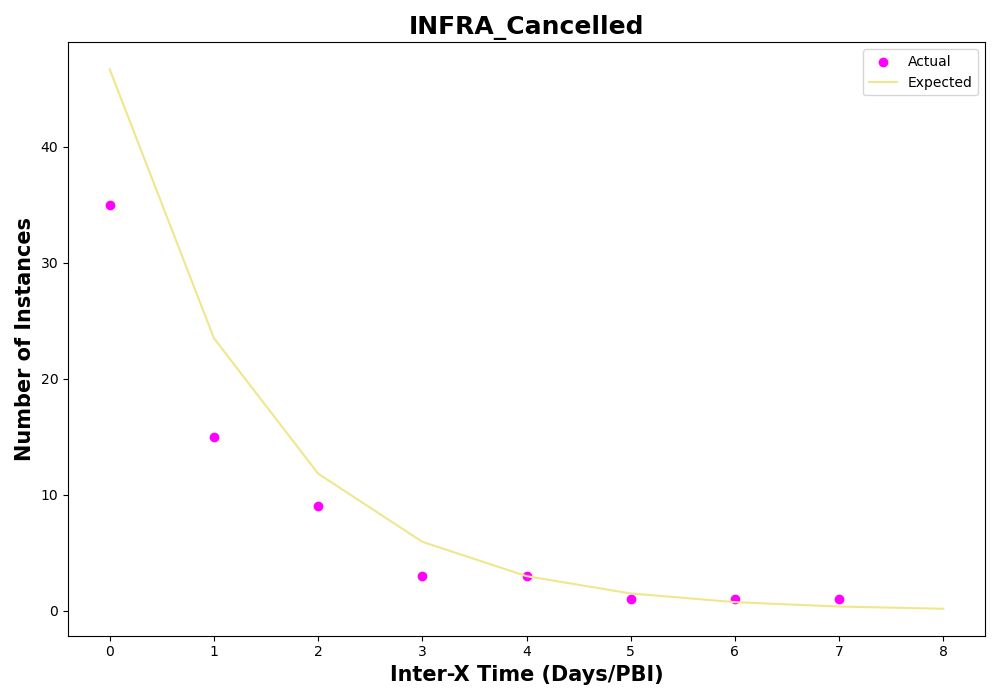 INFRA_Cancelled
Actual
Expected
Number of Instances
40
30
20
10
0
0 1 2 3 4 5 6 7 8
Inter-X Time (Days/PBI)